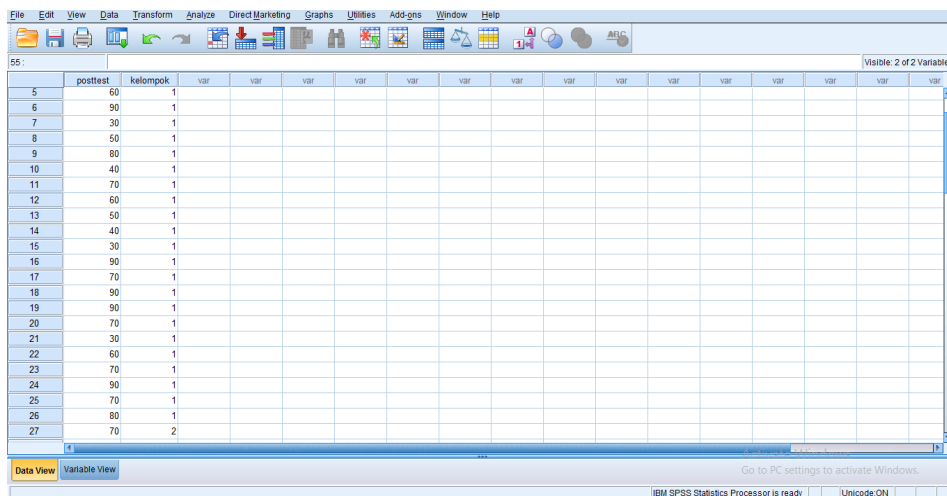 File Edit View Data Transform Analyze Direct Marketing Graphs Utilities Add-ons Window Help
A 1 ABC
55 : Visible: 2 of 2 Variable
posttest kelompok var var var var var var var var var var var var var
5 60 1
6 90 1
7 30 1
8 50 1
9 80 1
10 40 1
11 70 1
12 60 1
13 50 1
14 40 1
15 30 1
16 90 1
17 70 1
18 90 1
19 90 1
20 70 1
21 30 1
22 60 1
23 70 1
24 90 1
25 70 1
26 80 1
27 70 2
Data View Variable View
Go to PC settings to activate Windows.
IBM SPSS Statistics Processor is ready Unicode:ON